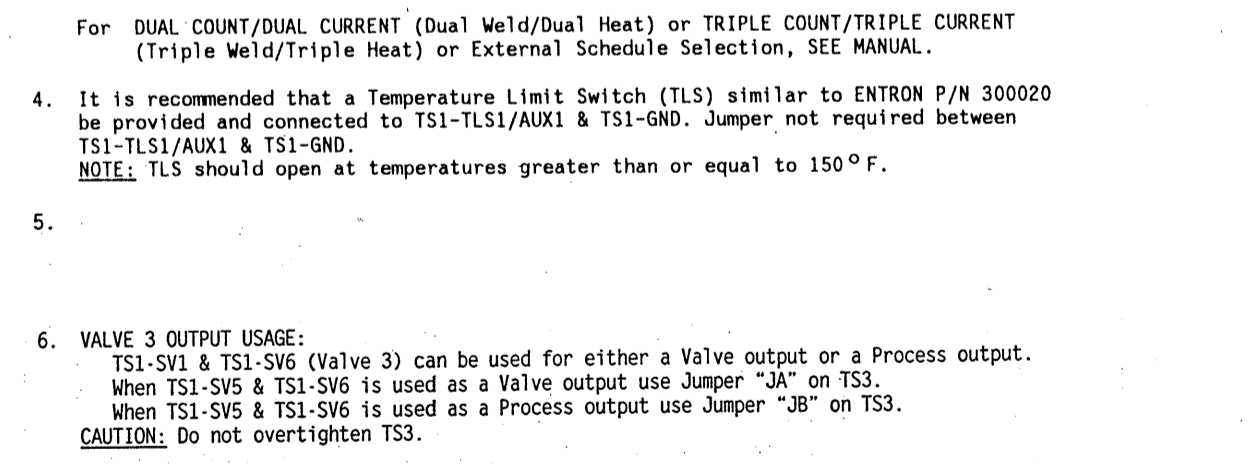 For DUAL COUNT/DUAL CURRENT (Dual Weld/Dual Heat) or TRIPLE COUNT/TRIPLE CURRENT
(Triple Weld/Triple Heat) or External Schedule Selection, SEE MANUAL.
4. It is recommended that a Temperature Limit Switch (TLS) similar to ENTRON P/N 300020
be provided and connected to TS1-TLS1/AUX1 & TS1-GND. Jumper not required between
TS1-TLS1/AUX1 & TS1-GND.
NOTE: TLS should open at temperatures greater than or equal to 150° F.
5.
6. VALVE 3 OUTPUT USAGE:
TS1-SV1 & TS1-SV6 (Valve 3) can be used for either a Valve output or a Process output.
When TS1-SV5 & TS1-SV6 is used as a Valve output use Jumper “JA” on TS3.
When TS1-SV5 & TS1-SV6 is used as a Process output use Jumper “JB” on TS3.
CAUTION: Do not overtighten TS3.